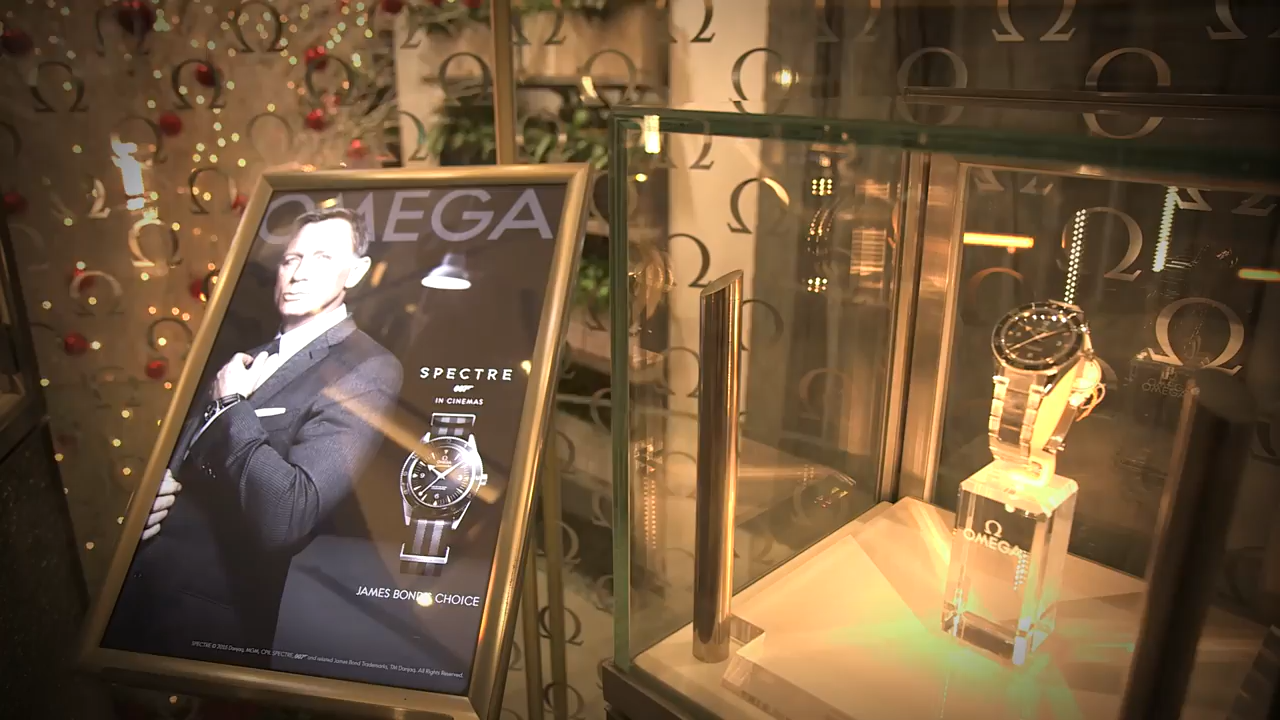 OMEGA
SPECTRE
007
IN CINEMAS
JAMES BOND'S CHOICE
Ω
OMEGA